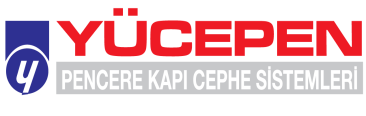 YÜCEPEN
y
PENCERE KAPI CEPHE SİSTEMLERİ